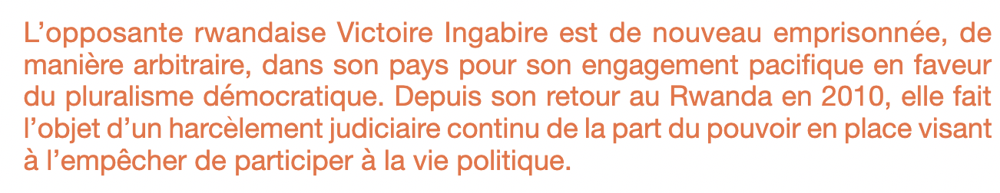 L’opposante rwandaise Victoire Ingabire est de nouveau emprisonnée, de
manière arbitraire, dans son pays pour son engagement pacifique en faveur
du pluralisme démocratique. Depuis son retour au Rwanda en 2010, elle fait
l’objet d’un harcèlement judiciaire continu de la part du pouvoir en place visant
à l’empêcher de participer à la vie politique.